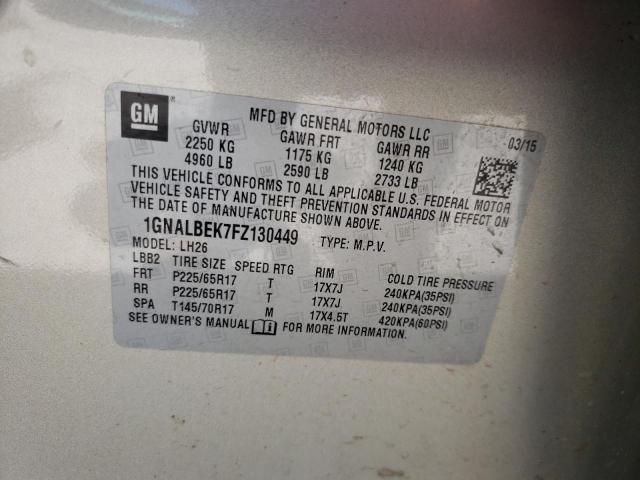 GM ®
MFD BY GENERAL MOTORS LLC
03/15
GVWR GAWR FRT GAWR RR
2250 KG 1175 KG 1240 KG
4960 LB 2590 LB 2733 LB
THIS VEHICLE CONFORMS TO ALL APPLICABLE U.S. FEDERAL MOTOR
VEHICLE SAFETY AND THEFT PREVENTION STANDARDS IN EFFECT ON
THE DATE OF MANUFACTURE SHOWN ABOVE.
1GNALBEK7FZ130449 TYPE: M.P.V.
MODEL: LH26
LBB2 TIRE SIZE SPEED RTG RIM COLD TIRE PRESSURE
FRT P225/65R17 T 17X7J 240KPA(35PSI)
RR P225/65R17 T 17X7J 240KPA(35PSI)
SPA T145/70R17 M 17X4.5T 420KPA(60PSI)
SEE OWNER'S MANUAL FOR MORE INFORMATION.